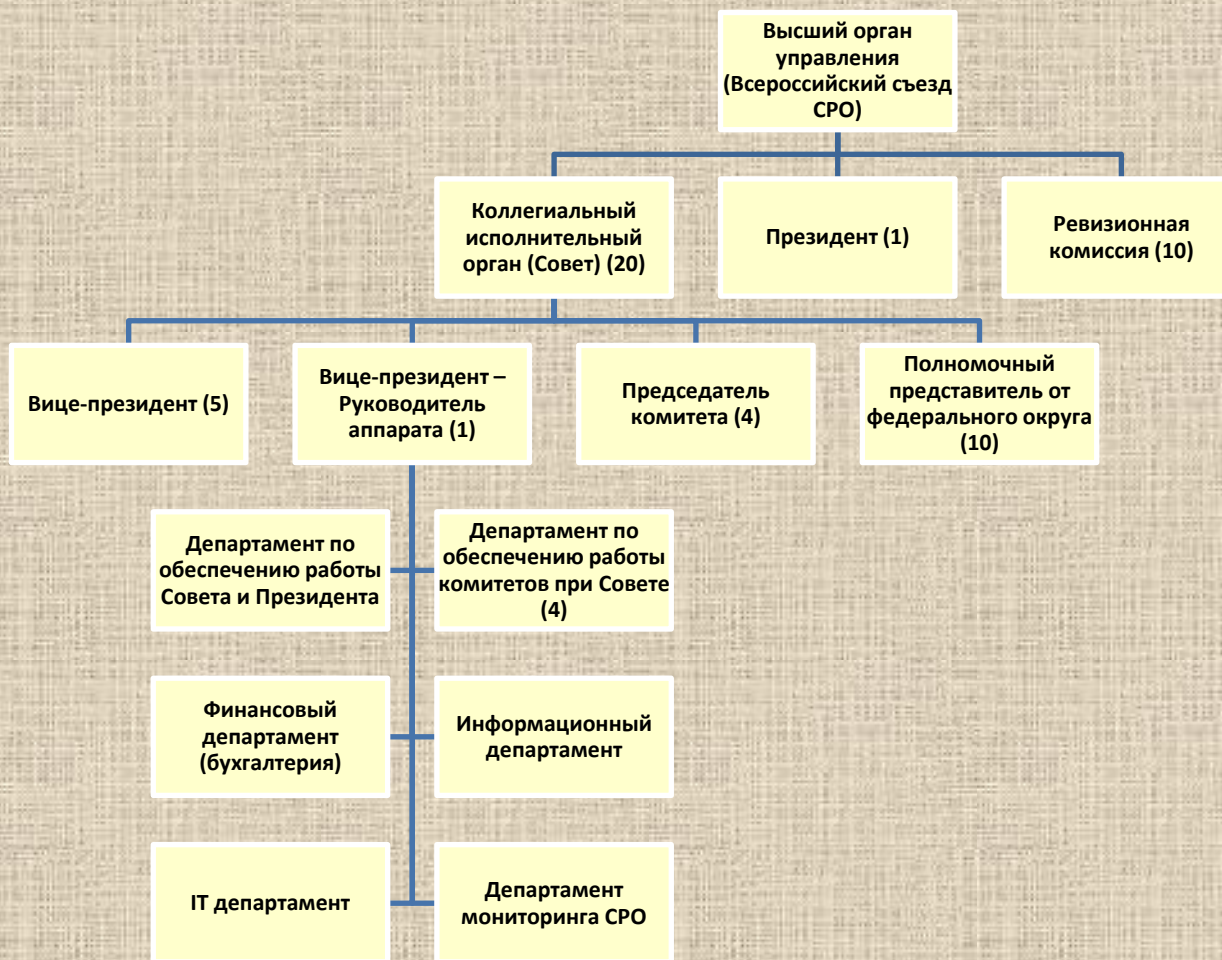 Высший орган
управления
(Всероссийский съезд
СРО)
Коллегиальный
исполнительный
орган (Совет) (20)
Президент (1)
Ревизионная
комиссия (10)
Вице-президент (5)
Вице-президент –
Руководитель
аппарата (1)
Председатель
комитета (4)
Полномочный
представитель от
федерального округа
(10)
Департамент по
обеспечению работы
Совета и Президента
Департамент по
обеспечению работы
комитетов при Совете
(4)
Финансовый
департамент
(бухгалтерия)
Информационный
департамент
IT департамент
Департамент
мониторинга СРО